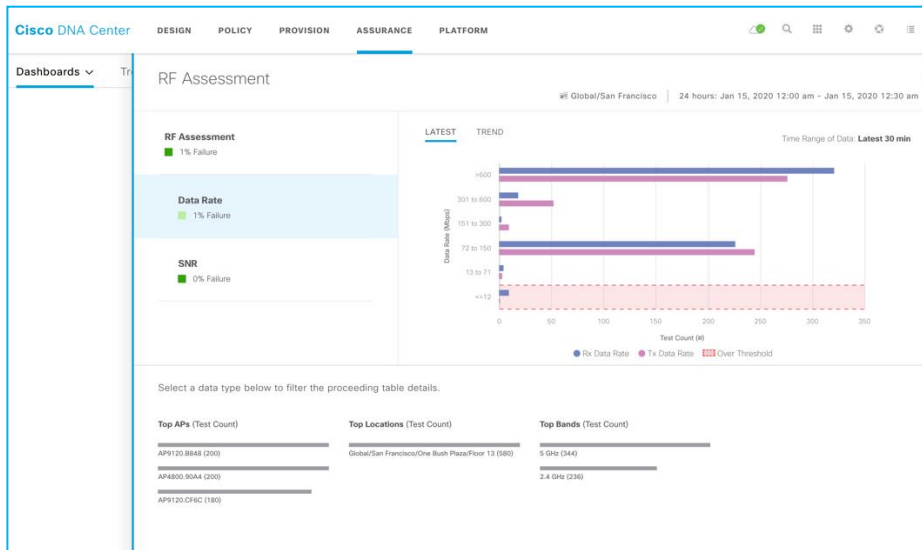 Cisco DNA Center DESIGN POLICY PROVISION ASSURANCE PLATFORM
Dashboards Tr
RF Assessment
Global/San Francisco 24 hours: Jan 15, 2020 12:00 am - Jan 15, 2020 12:30 am
RF Assessment
1% Failure
Data Rate
1% Failure
SNR
0% Failure
LATEST TREND
Time Range of Data: Latest 30 min
Data Rate (Mbps)
>600
301 to 600
151 to 300
72 to 150
13 to 71
<=12
0 50 100 150 200 250 300 350
Test Count (#)
Rx Data Rate Tx Data Rate Over Threshold
Select a data type below to filter the proceeding table details.
Top APs (Test Count) Top Locations (Test Count) Top Bands (Test Count)
AP9120.B848 (200) Global/San Francisco/One Bush Plaza/Floor 13 (580) 5 GHz (344)
AP4800.90A4 (200) 2.4 GHz (236)
AP9120.CF6C (180)